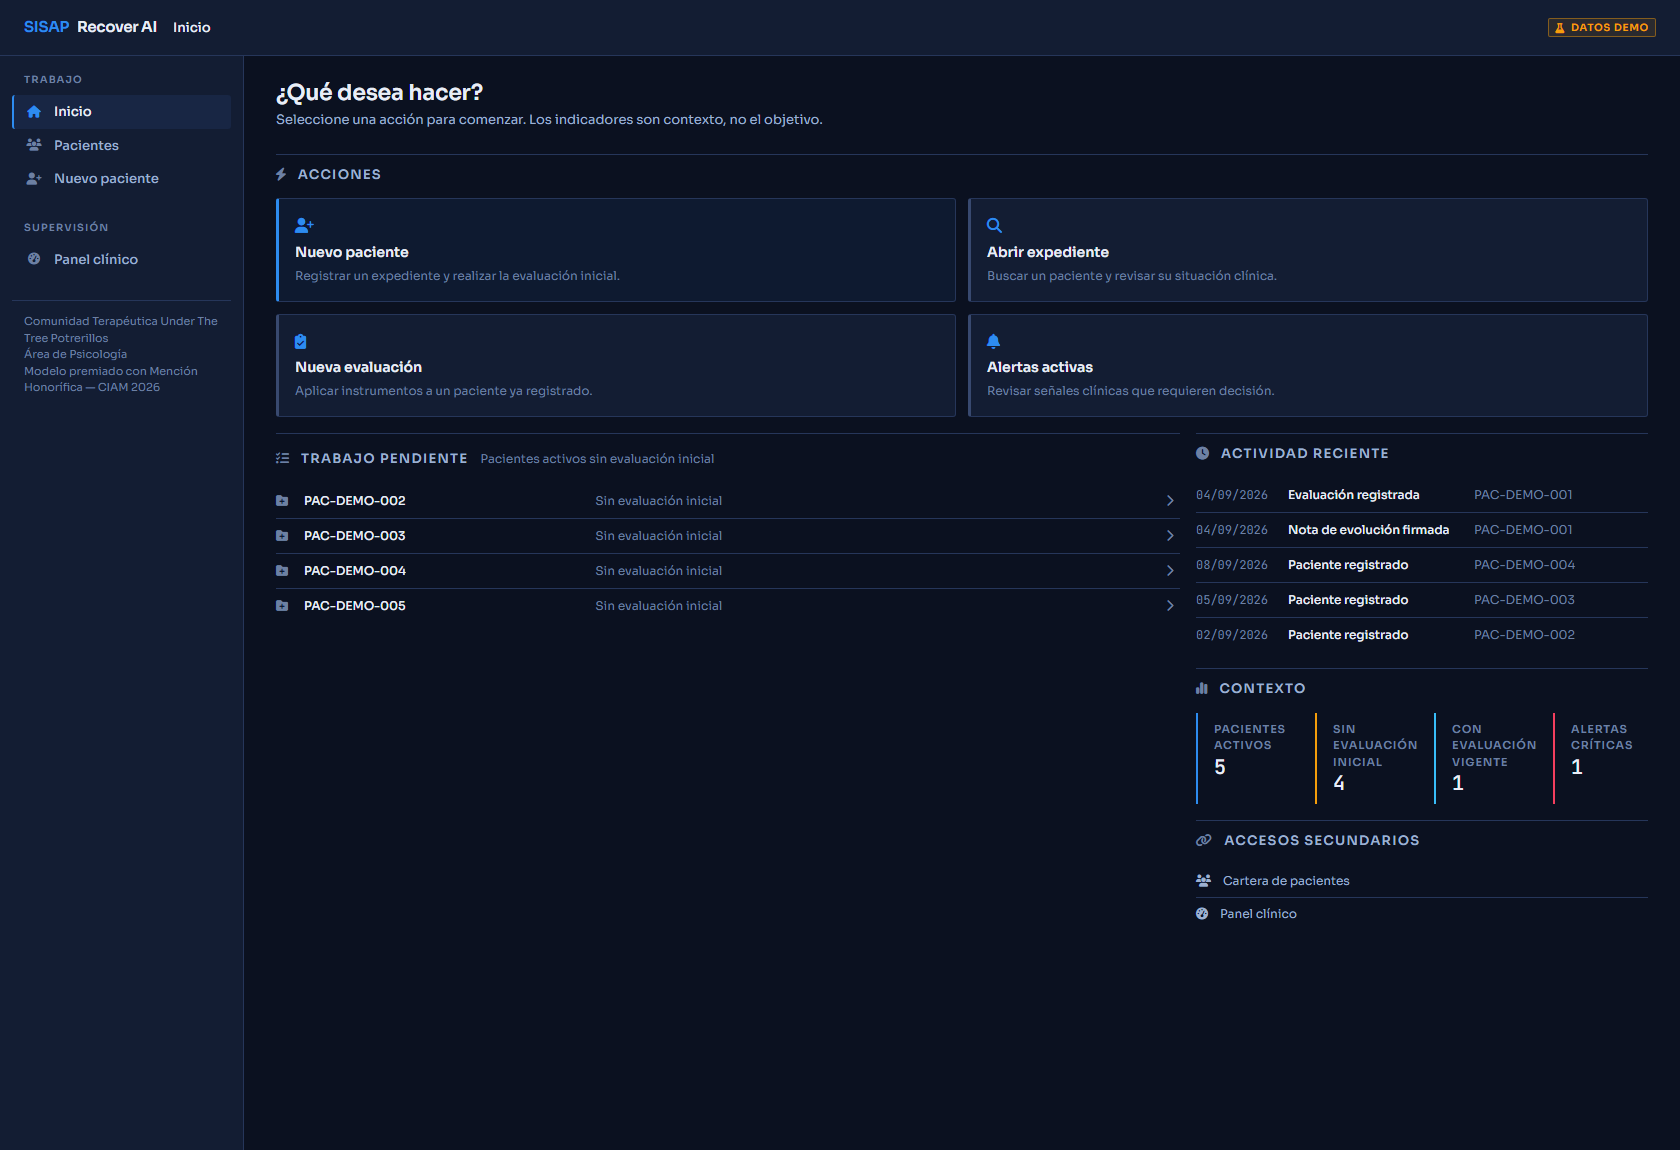 SISAP Recover AI Inicio
DATOS DEMO
TRABAJO
Inicio
Pacientes
Nuevo paciente
SUPERVISIÓN
Panel clínico
Comunidad Terapéutica Under The
Tree Potrerillos
Área de Psicología
Modelo premiado con Mención
Honorífica — CIAM 2026
¿Qué desea hacer?
Seleccione una acción para comenzar. Los indicadores son contexto, no el objetivo.
ACCIONES
Nuevo paciente
Registrar un expediente y realizar la evaluación inicial.
Abrir expediente
Buscar un paciente y revisar su situación clínica.
Nueva evaluación
Aplicar instrumentos a un paciente ya registrado.
Alertas activas
Revisar señales clínicas que requieren decisión.
TRABAJO PENDIENTE Pacientes activos sin evaluación inicial
PAC-DEMO-002 Sin evaluación inicial
PAC-DEMO-003 Sin evaluación inicial
PAC-DEMO-004 Sin evaluación inicial
PAC-DEMO-005 Sin evaluación inicial
ACTIVIDAD RECIENTE
04/09/2026 Evaluación registrada PAC-DEMO-001
04/09/2026 Nota de evolución firmada PAC-DEMO-001
08/09/2026 Paciente registrado PAC-DEMO-004
05/09/2026 Paciente registrado PAC-DEMO-003
02/09/2026 Paciente registrado PAC-DEMO-002
CONTEXTO
PACIENTES
ACTIVOS
5
SIN
EVALUACIÓN
INICIAL
4
CON
EVALUACIÓN
VIGENTE
1
ALERTAS
CRÍTICAS
1
ACCESOS SECUNDARIOS
Cartera de pacientes
Panel clínico